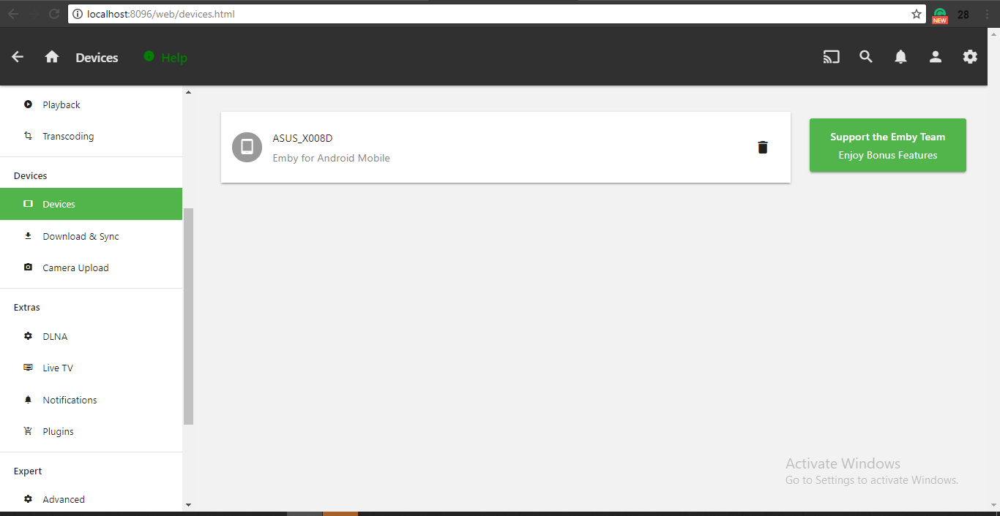 localhost:8096/web/devices.html
NEW
28
Devices
Help
Playback
Transcoding
Devices
Devices
Download & Sync
Camera Upload
Extras
DLNA
Live TV
Notifications
Plugins
Expert
Advanced
ASUS_X008D
Emby for Android Mobile
Support the Emby Team
Enjoy Bonus Features
Activate Windows
Go to Settings to activate Windows.